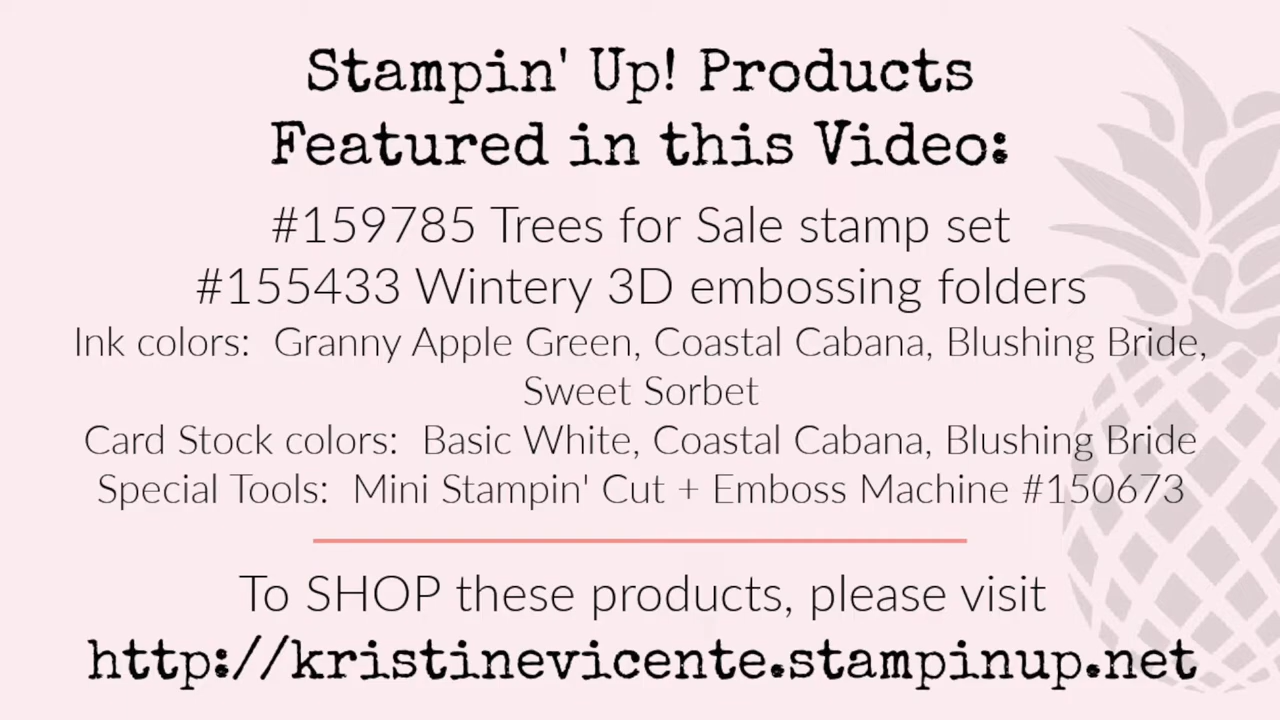 Stampin' Up! Products
Featured in this Video:
#159785 Trees for Sale stamp set
#155433 Wintery 3D embossing folders
Ink colors:  Granny Apple Green, Coastal Cabana, Blushing Bride,
Sweet Sorbet
Card Stock colors:  Basic White, Coastal Cabana, Blushing Bride
Special Tools:  Mini Stampin' Cut + Emboss Machine #150673
To SHOP these products, please visit
http://kristinevicente.stampinup.net